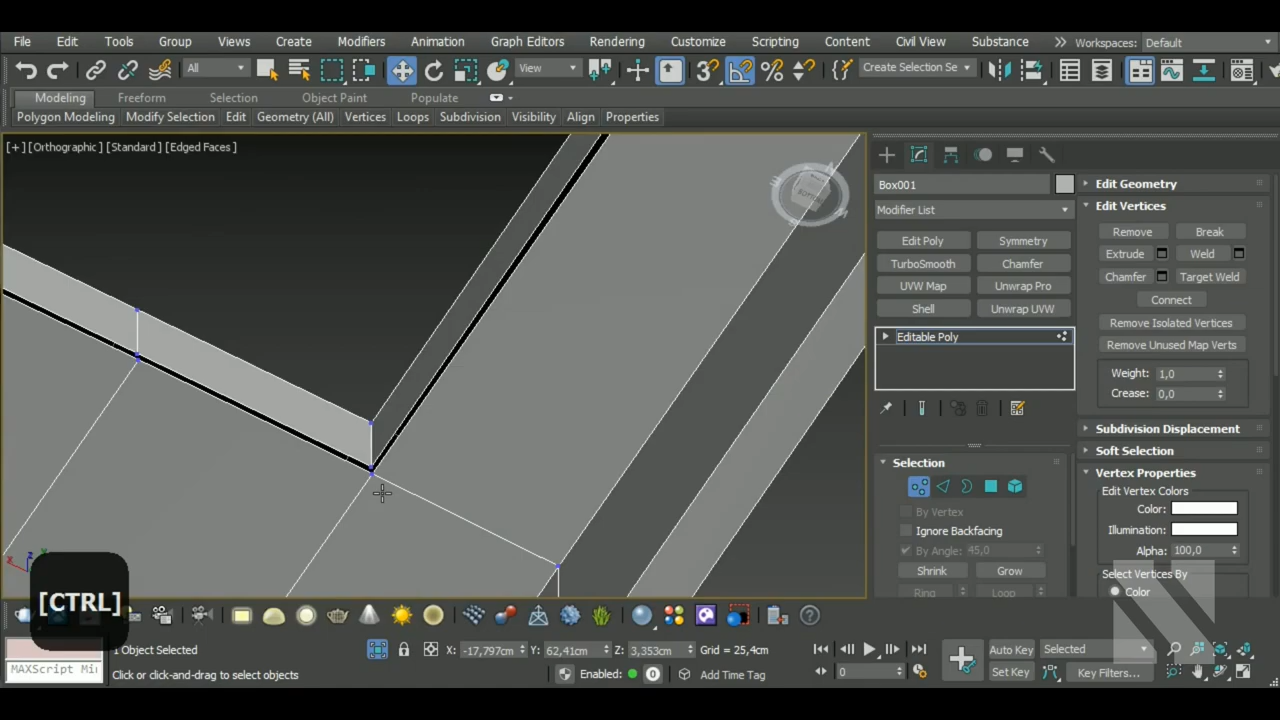 File Edit Tools Group Views Create Modifiers Animation Graph Editors Rendering Customize Scripting Content Civil View Substance Workspaces: Default
All View Create Selection Se
Modeling Freeform Selection Object Paint Populate
Polygon Modeling Modify Selection Edit Geometry (All) Vertices Loops Subdivision Visibility Align Properties
[+] [Orthographic] [Standard] [Edged Faces]
Box001
Modifier List
Edit Poly Symmetry
TurboSmooth Chamfer
UVW Map Unwrap Pro
Shell Unwrap UVW
Editable Poly
Selection
By Vertex
Ignore Backfacing
By Angle: 45,0
Shrink Grow
Ring Loop
Edit Geometry
Edit Vertices
Remove Break
Extrude Weld
Chamfer Target Weld
Connect
Remove Isolated Vertices
Remove Unused Map Verts
Weight: 1,0
Crease: 0,0
Subdivision Displacement
Soft Selection
Vertex Properties
Edit Vertex Colors
Color:
Illumination:
Alpha: 100,0
Select Vertices By
Color
[CTRL]
1 Object Selected X: -17,797cm Y: 62,41cm Z: 3,353cm Grid = 25,4cm Auto Key Selected
MAXScript Mi Click or click-and-drag to select objects Enabled: 0 Add Time Tag 0 Set Key Key Filters...